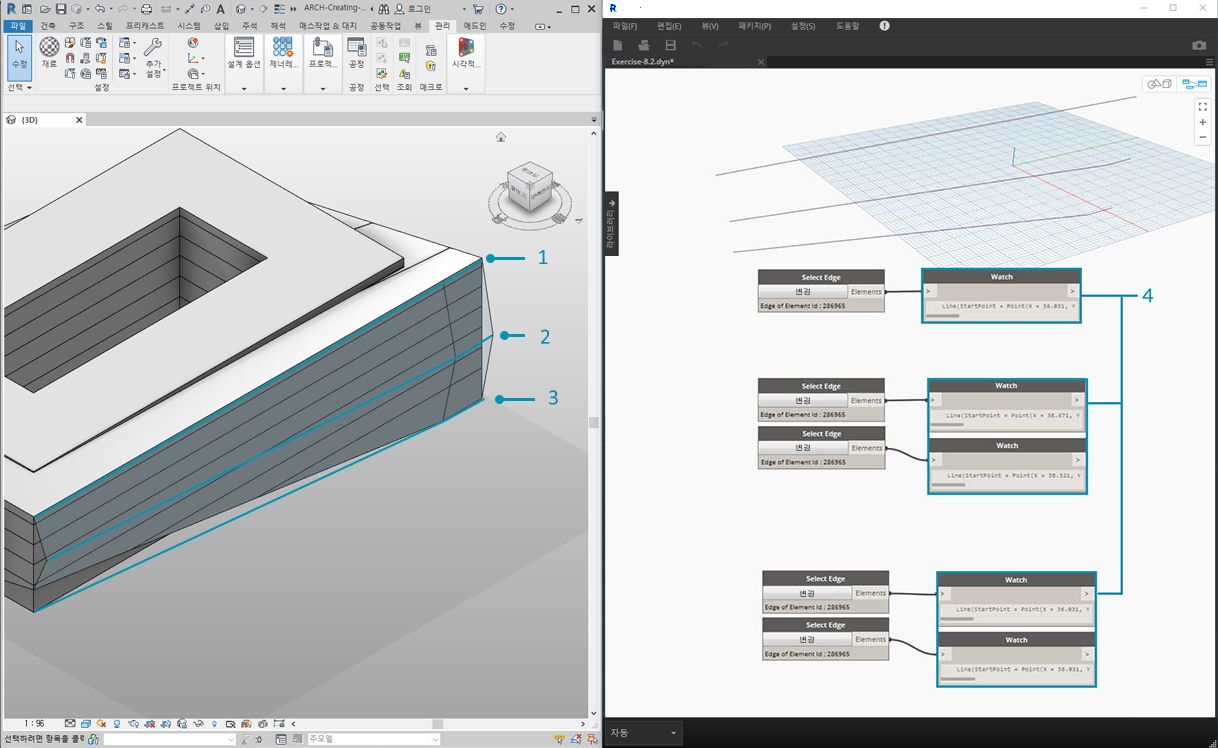 ARCH-Creating-...
로그인
파일 건축 구조 스틸 프리캐스트 시스템 삽입 주석 해석 매스작업 & 대지 공동작업 뷰 관리 애드인 수정
수정
재료
추가
설정
설계 옵션
제너레...
프로젝...
공정
시각적...
선택
설정
프로젝트 위치
공정
선택
조회
매크로
{3D}
1
2
3
1 : 96
선택하려면 항목을 클릭
:0
주모델
파일(F) 편집(E) 뷰(V) 패키지(P) 설정(S) 도움말
Exercise-8.2.dyn*
라이브러리
Select Edge
변경
Elements
Edge of Element Id : 286965
Watch
>
>
Line(StartPoint = Point(X = 36.031, Y
4
Select Edge
변경
Elements
Edge of Element Id : 286965
Watch
>
>
Line(StartPoint = Point(X = 38.671, Y
Select Edge
변경
Elements
Edge of Element Id : 286965
Watch
>
>
Line(StartPoint = Point(X = 38.321, Y
Select Edge
변경
Elements
Edge of Element Id : 286965
Watch
>
>
Line(StartPoint = Point(X = 36.031, Y
Select Edge
변경
Elements
Edge of Element Id : 286965
Watch
>
>
Line(StartPoint = Point(X = 36.031, Y
자동